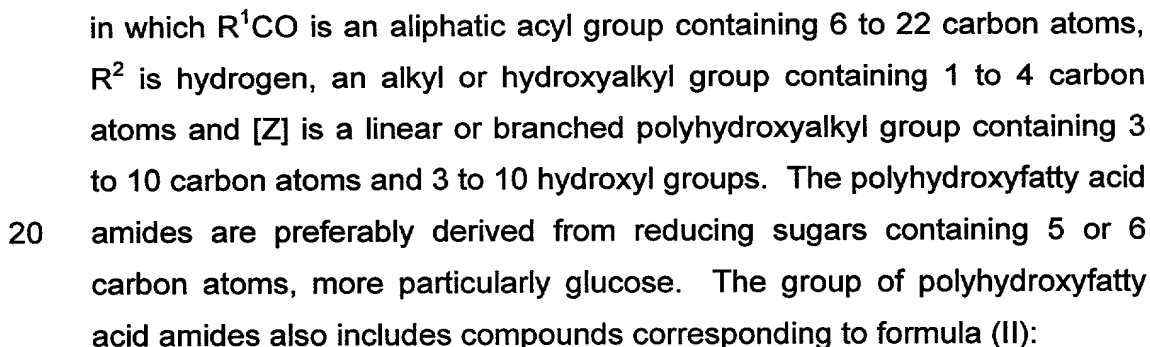 in which R¹CO is an aliphatic acyl group containing 6 to 22 carbon atoms,
R² is hydrogen, an alkyl or hydroxyalkyl group containing 1 to 4 carbon
atoms and [Z] is a linear or branched polyhydroxyalkyl group containing 3
to 10 carbon atoms and 3 to 10 hydroxyl groups. The polyhydroxyfatty acid
20 amides are preferably derived from reducing sugars containing 5 or 6
carbon atoms, more particularly glucose. The group of polyhydroxyfatty
acid amides also includes compounds corresponding to formula (II):